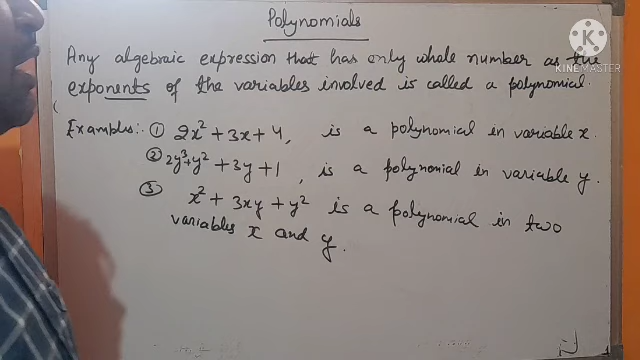 Polynomials
Any algebraic expression that has only whole number as the
exponents of the variables involved is called a polynomial.
Examples: ① 2x² + 3x + 4, is a polynomial in variable x.
② 2y³+y² + 3y + 1, is a polynomial in variable y.
③ x² + 3xy + y² is a polynomial in two
variables x and y.
K
KINEMASTER